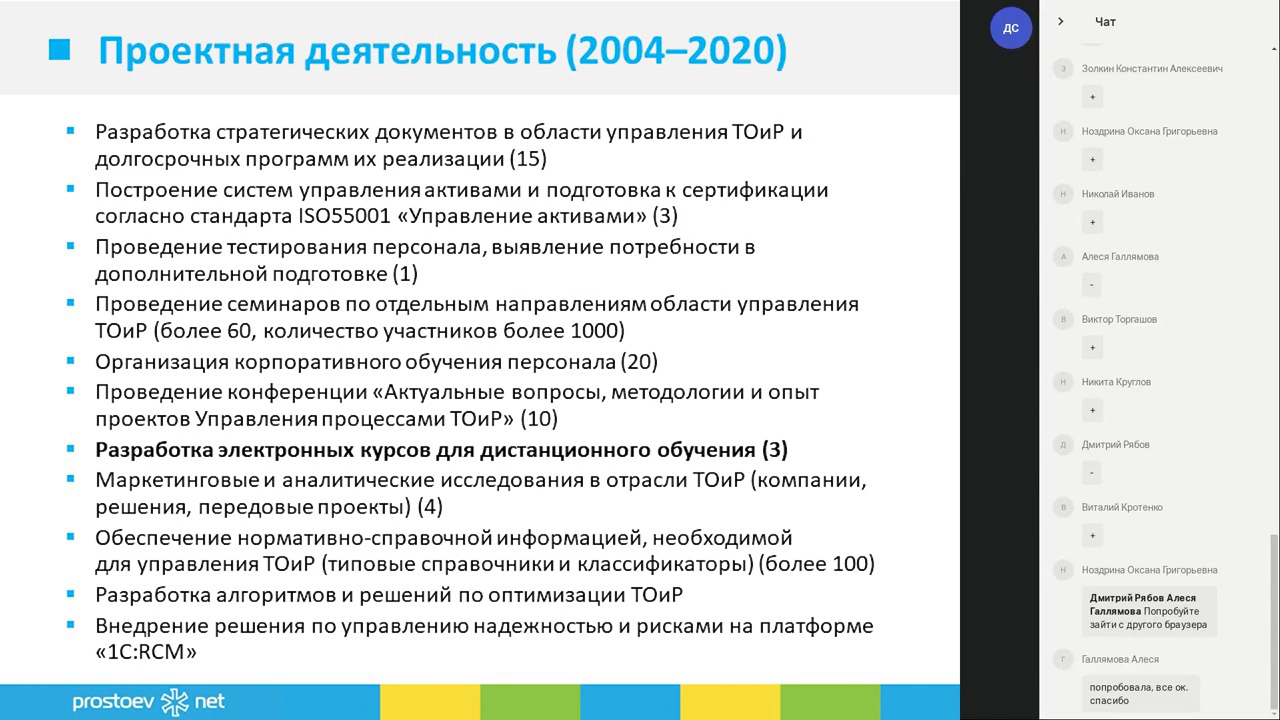 Проектная деятельность (2004–2020)
Разработка стратегических документов в области управления ТОиР и
долгосрочных программ их реализации (15)
Построение систем управления активами и подготовка к сертификации
согласно стандарта ISO55001 «Управление активами» (3)
Проведение тестирования персонала, выявление потребности в
дополнительной подготовке (1)
Проведение семинаров по отдельным направлениям области управления
ТОиР (более 60, количество участников более 1000)
Организация корпоративного обучения персонала (20)
Проведение конференции «Актуальные вопросы, методологии и опыт
проектов Управления процессами ТОиР» (10)
Разработка электронных курсов для дистанционного обучения (3)
Маркетинговые и аналитические исследования в отрасли ТОиР (компании,
решения, передовые проекты) (4)
Обеспечение нормативно-справочной информацией, необходимой
для управления ТОиР (типовые справочники и классификаторы) (более 100)
Разработка алгоритмов и решений по оптимизации ТОиР
Внедрение решения по управлению надежностью и рисками на платформе
«1С:RCM»
prostoev net
ДС
Чат
З Золкин Константин Алексеевич
+
Н Ноздрина Оксана Григорьевна
+
Н Николай Иванов
+
А Алеся Галлямова
-
В Виктор Торгашов
+
Н Никита Круглов
+
Д Дмитрий Рябов
-
В Виталий Кротенко
+
Н Ноздрина Оксана Григорьевна
Дмитрий Рябов Алеся
Галлямова Попробуйте
зайти с другого браузера
Г Галлямова Алеся
попробовала, все ок.
спасибо